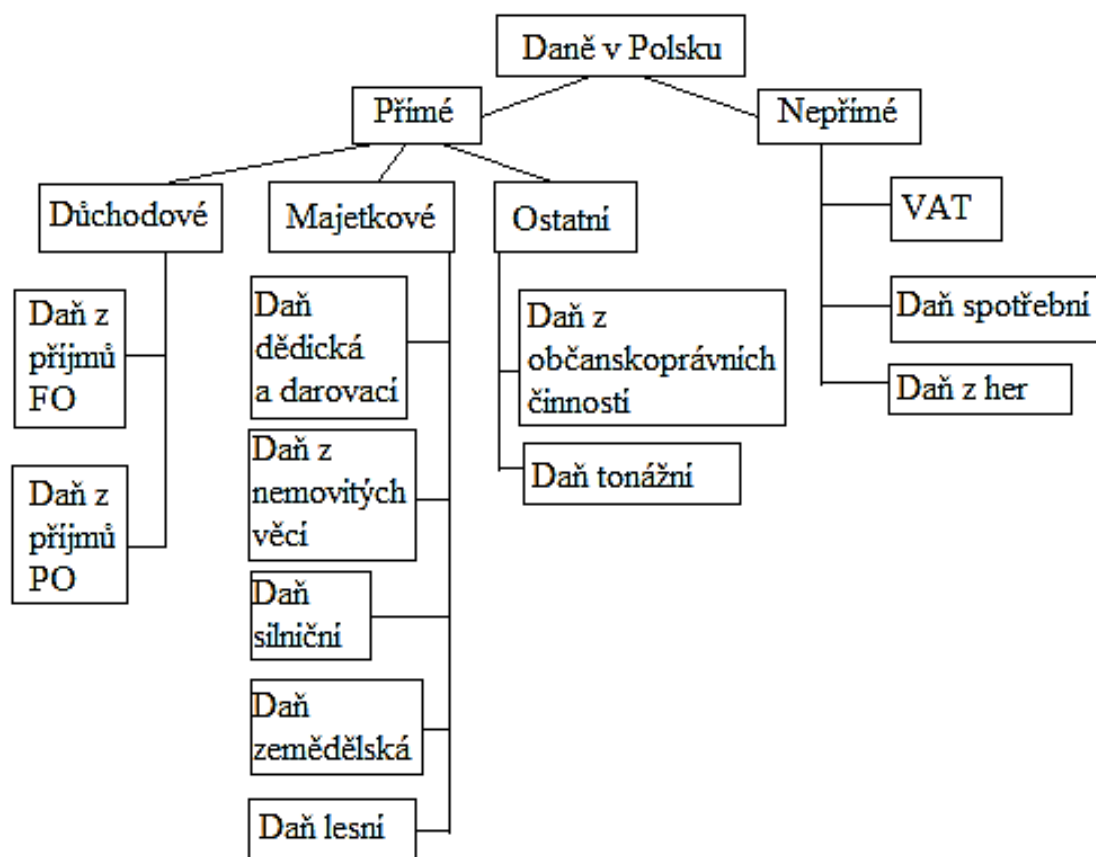 Daně v Polsku
Přímé
Nepřímé
Důchodové
Majetkové
Ostatní
VAT
Daň spotřební
Daň z her
Daň z
příjmů
FO
Daň z
příjmů
PO
Daň
dědická
a darovací
Daň z
nemovitých
věcí
Daň
silniční
Daň
zemědělská
Daň lesní
Daň z
občanskoprávních
činností
Daň tonážní